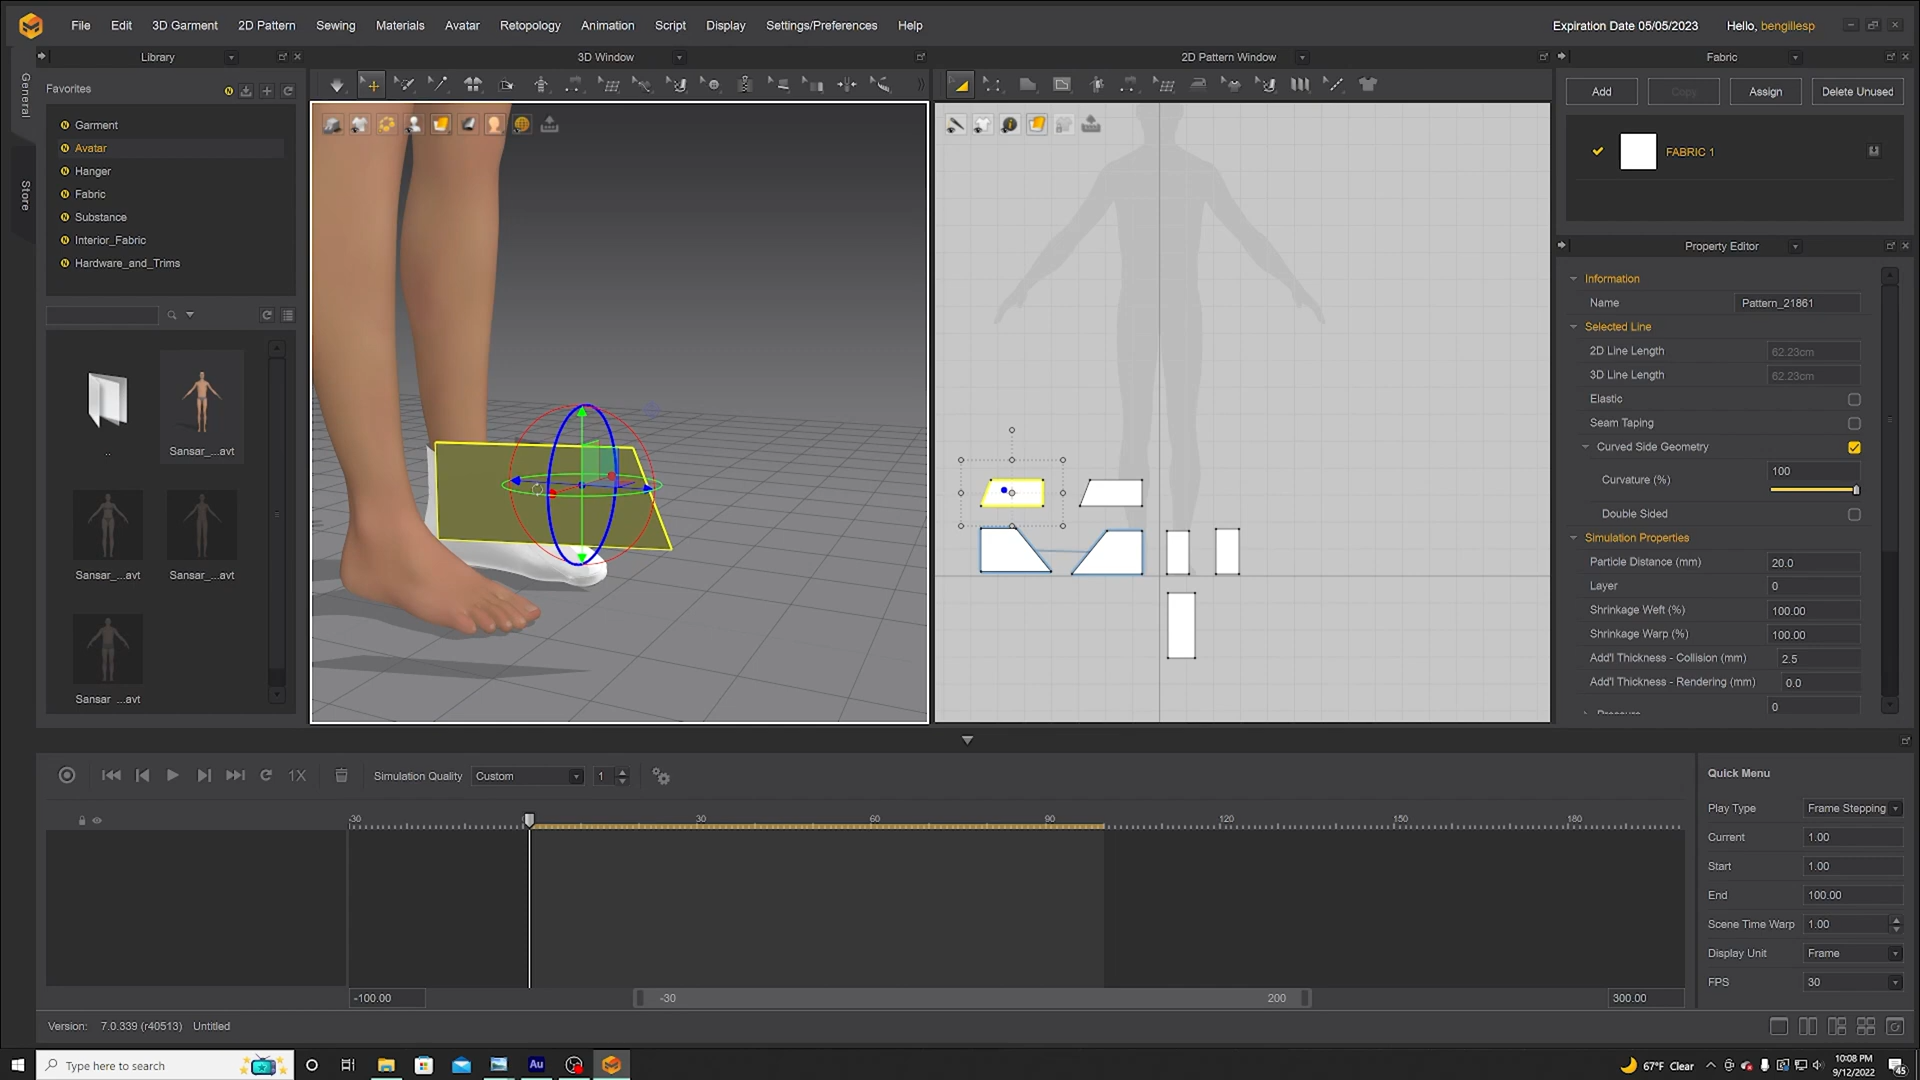 File Edit 3D Garment 2D Pattern Sewing Materials Avatar Retopology Animation Script Display Settings/Preferences Help
Expiration Date 05/05/2023 Hello, bengillesp
Library
3D Window
2D Pattern Window
Fabric
General
Store
Favorites
Garment
Avatar
Hanger
Fabric
Substance
Interior_Fabric
Hardware_and_Trims
..
Sansar_...avt
Sansar_...avt
Sansar_...avt
Sansar_...avt
Add Copy Assign Delete Unused
FABRIC 1
Property Editor
Information
Name Pattern_21861
Selected Line
2D Line Length 62.23cm
3D Line Length 62.23cm
Elastic
Seam Taping
Curved Side Geometry
Curvature (%) 100
Double Sided
Simulation Properties
Particle Distance (mm) 20.0
Layer 0
Shrinkage Weft (%) 100.00
Shrinkage Warp (%) 100.00
Add'l Thickness - Collision (mm) 2.5
Add'l Thickness - Rendering (mm) 0.0
0
1X Simulation Quality Custom 1
-30 30 60 90 120 150 180
-100.00 -30 200 300.00
Quick Menu
Play Type Frame Stepping
Current 1.00
Start 1.00
End 100.00
Scene Time Warp 1.00
Display Unit Frame
FPS 30
Version: 7.0.339 (r40513) Untitled
Type here to search
Au
67°F Clear
10:08 PM
9/12/2022
45